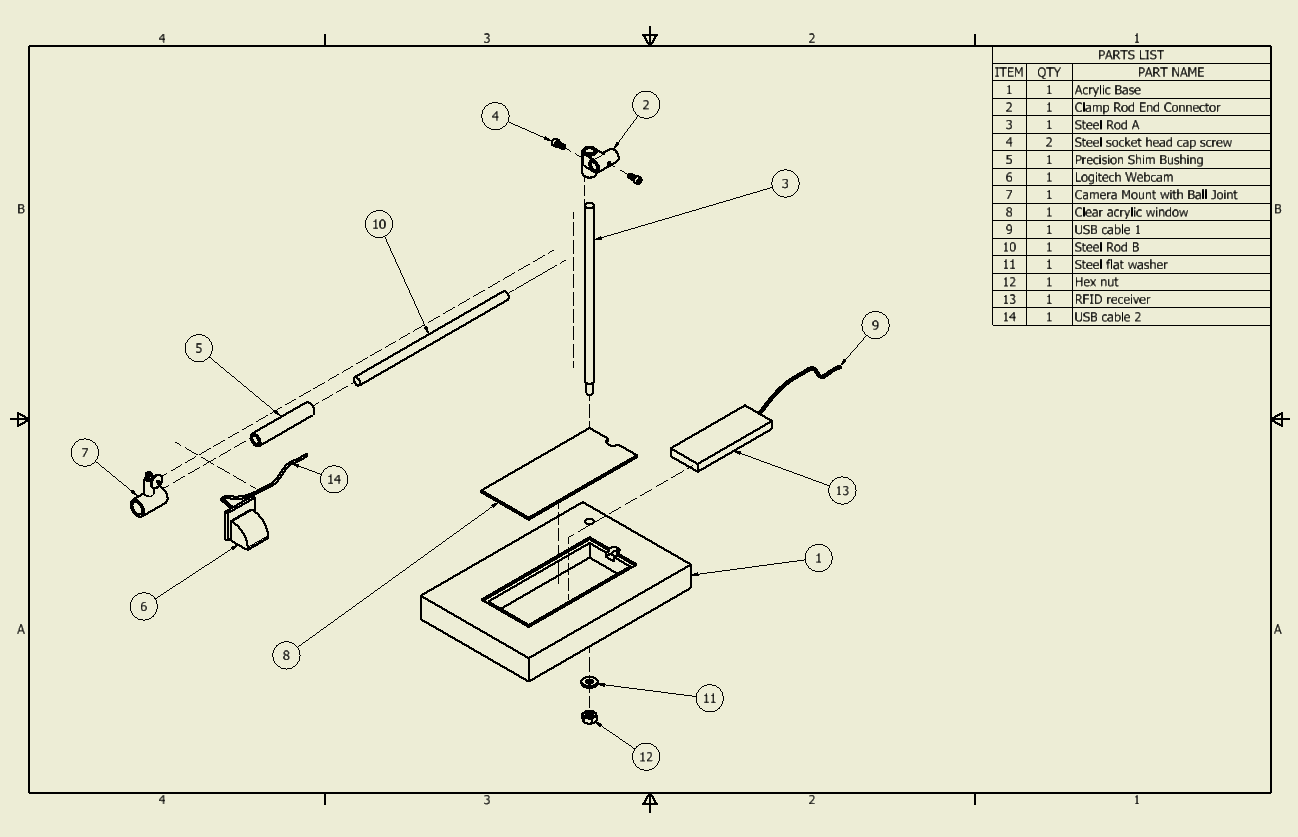 4 3 2 1
PARTS LIST
ITEM QTY PART NAME
1 1 Acrylic Base
2 1 Clamp Rod End Connector
3 1 Steel Rod A
4 2 Steel socket head cap screw
5 1 Precision Shim Bushing
6 1 Logitech Webcam
7 1 Camera Mount with Ball Joint
8 1 Clear acrylic window
9 1 USB cable 1
10 1 Steel Rod B
11 1 Steel flat washer
12 1 Hex nut
13 1 RFID receiver
14 1 USB cable 2
2
4
3
B
B
10
9
5
7
14
13
1
6
A
A
8
11
12
4 3 2 1